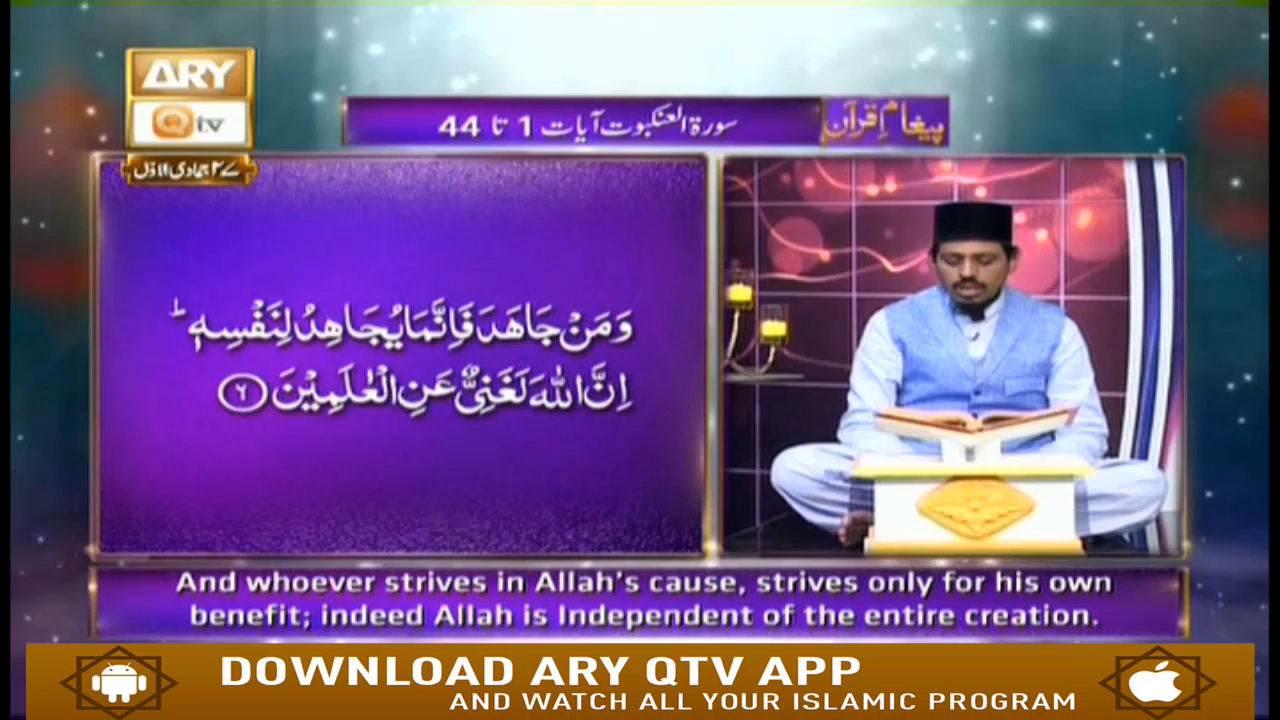 ARY
Qtv
پیغامِ قرآن
سورۃ العنکبوت آیات 1 تا 44
۲۷ جمادی الاوّل
وَمَنْ جَاهَدَ فَاِنَّمَا یُجَاهِدُ لِنَفْسِهٖ ؕ
اِنَّ اللّٰهَ لَغَنِیٌّ عَنِ الْعٰلَمِیْنَ ۶
And whoever strives in Allah's cause, strives only for his own
benefit; indeed Allah is Independent of the entire creation.
DOWNLOAD ARY QTV APP
AND WATCH ALL YOUR ISLAMIC PROGRAM